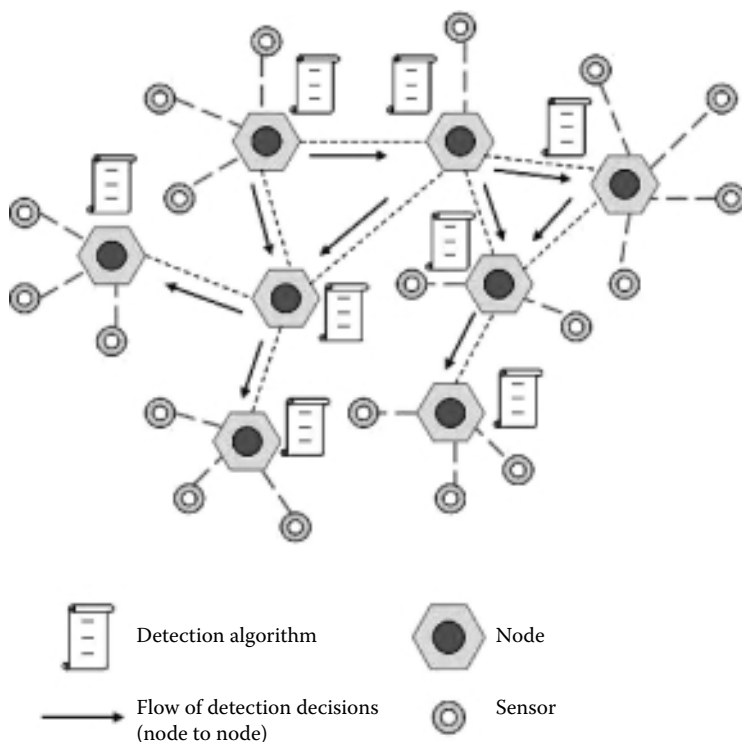 Detection algorithm
Node
Flow of detection decisions
(node to node)
Sensor